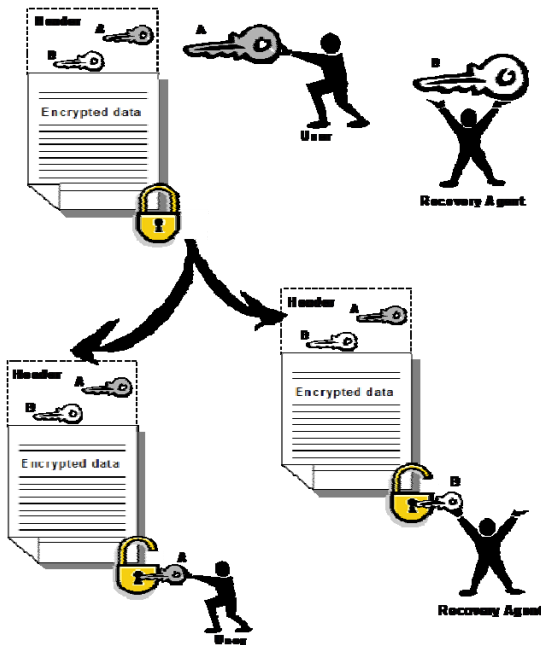 Header
A
B
Encrypted data
A
User
B
Recovery Agent
Header
A
B
Encrypted data
B
Recovery Agent
Header
A
B
Encrypted data
A
User